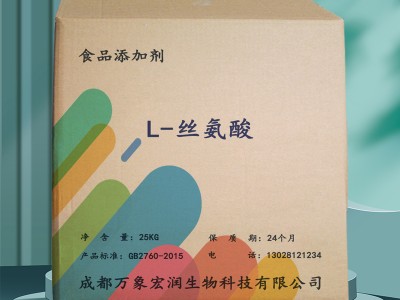 食品添加剂
L-丝氨酸
净 含 量: 25KG 保 质 期: 24个月
产品标准: GB2760-2015 电 话: 13028121234
成都万象宏润生物科技有限公司